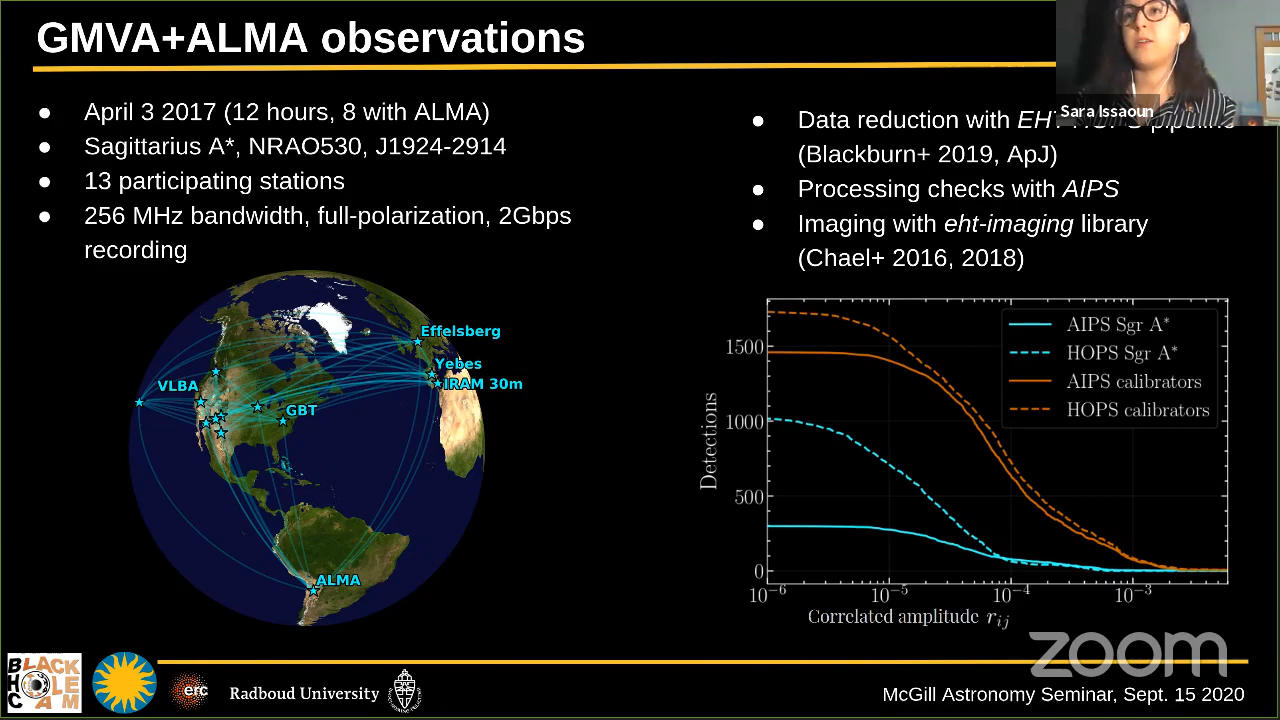 GMVA+ALMA observations
Sara Issaoun
● April 3 2017 (12 hours, 8 with ALMA)
● Sagittarius A*, NRAO530, J1924-2914
● 13 participating stations
● 256 MHz bandwidth, full-polarization, 2Gbps
recording
● Data reduction with
(Blackburn+ 2019, ApJ)
● Processing checks with AIPS
● Imaging with eht-imaging library
(Chael+ 2016, 2018)
Effelsberg
Yebes
IRAM 30m
VLBA
GBT
ALMA
AIPS Sgr A*
HOPS Sgr A*
AIPS calibrators
HOPS calibrators
Detections
1500
1000
500
0
10⁻⁶ 10⁻⁵ 10⁻⁴ 10⁻³
Correlated amplitude rᵢⱼ
zoom
BLACK
HOLE
CAM
erc
Radboud University
McGill Astronomy Seminar, Sept. 15 2020